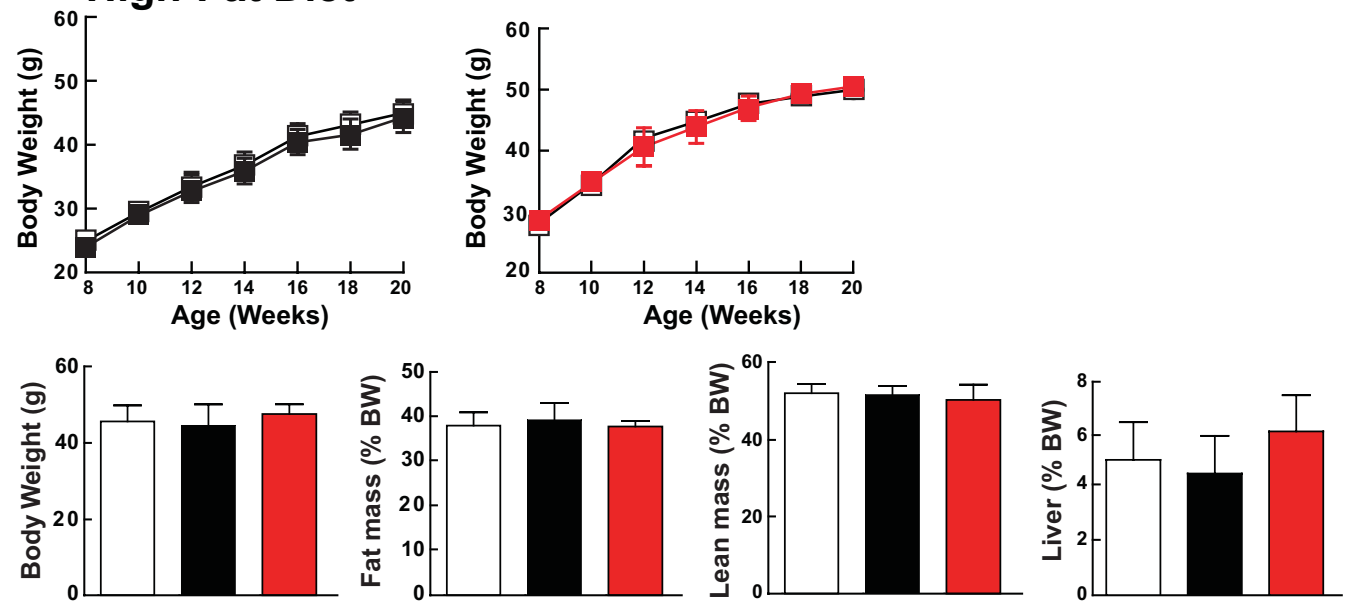 High Fat Diet
60
50
40
30
20
Body Weight (g)
8 10 12 14 16 18 20
Age (Weeks)
60
50
40
30
20
Body Weight (g)
8 10 12 14 16 18 20
Age (Weeks)
60
40
20
0
Body Weight (g)
50
40
30
20
10
0
Fat mass (% BW)
60
40
20
0
Lean mass (% BW)
8
6
4
2
0
Liver (% BW)